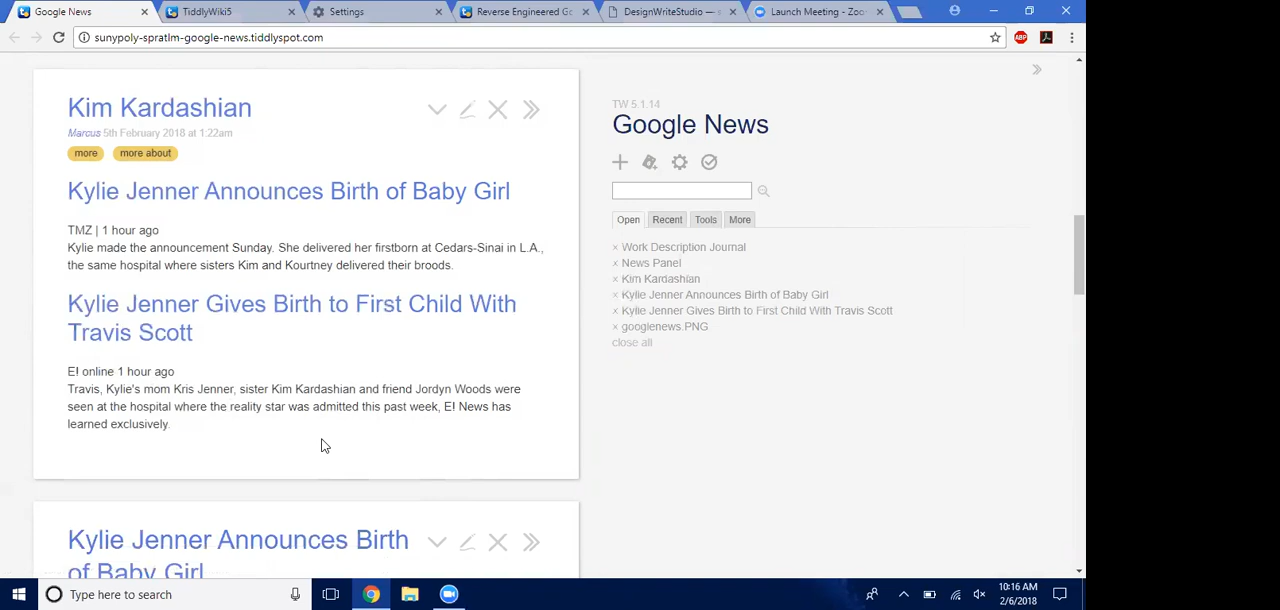 Google News
TiddlyWiki5
Settings
Reverse Engineered Go
DesignWriteStudio — s
Launch Meeting - Zoo
sunypoly-spratlm-google-news.tiddlyspot.com
ABP
Kim Kardashian
Marcus 5th February 2018 at 1:22am
more more about
Kylie Jenner Announces Birth of Baby Girl
TMZ | 1 hour ago
Kylie made the announcement Sunday. She delivered her firstborn at Cedars-Sinai in L.A.,
the same hospital where sisters Kim and Kourtney delivered their broods.
Kylie Jenner Gives Birth to First Child With
Travis Scott
E! online 1 hour ago
Travis, Kylie's mom Kris Jenner, sister Kim Kardashian and friend Jordyn Woods were
seen at the hospital where the reality star was admitted this past week, E! News has
learned exclusively.
Kylie Jenner Announces Birth
of Baby Girl
TW 5.1.14
Google News
Open Recent Tools More
× Work Description Journal
× News Panel
× Kim Kardashian
× Kylie Jenner Announces Birth of Baby Girl
× Kylie Jenner Gives Birth to First Child With Travis Scott
× googlenews.PNG
close all
Type here to search
10:16 AM
2/6/2018